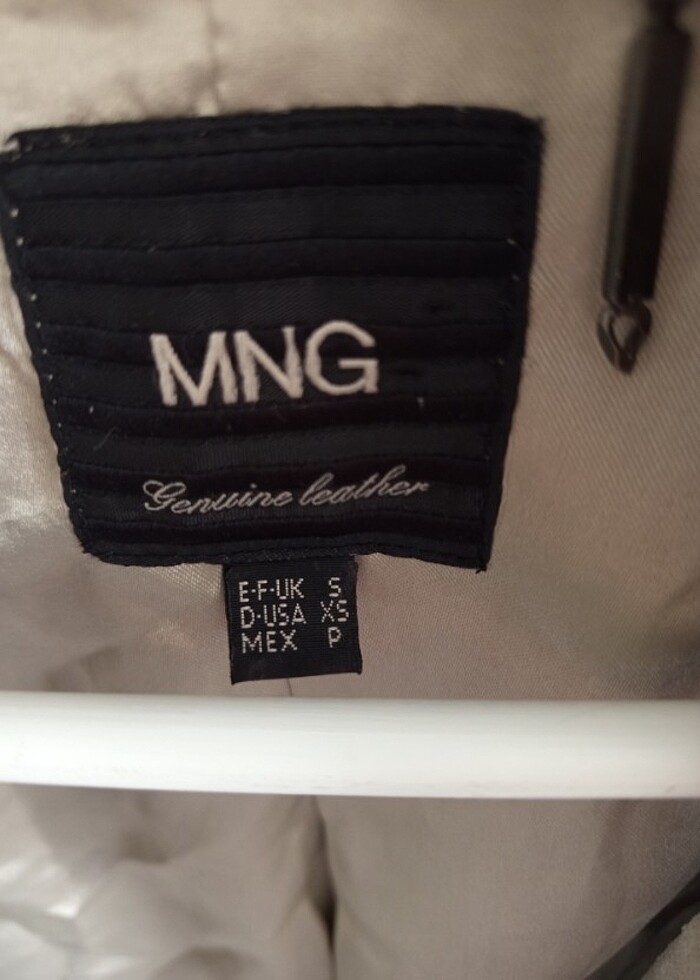 MNG
Genuine leather
E·F·UK S
D·USA XS
MEX P